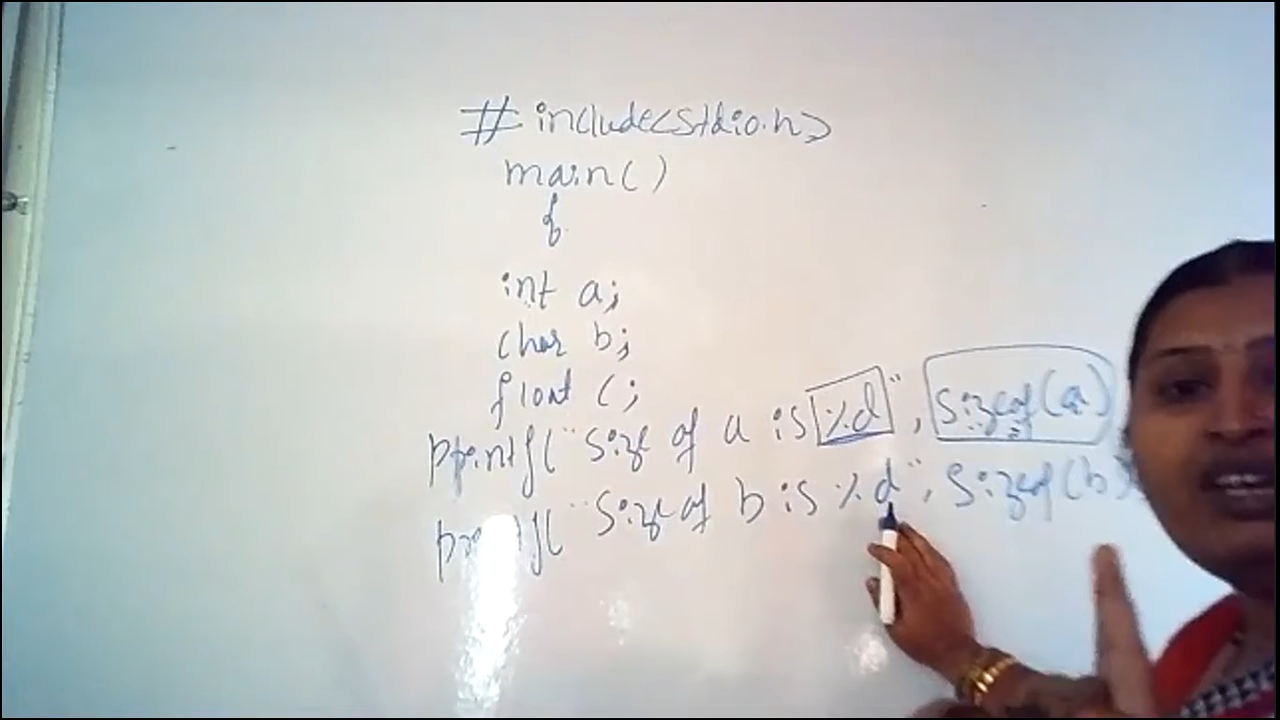 #include<stdio.h>
main()
{
int a;
char b;
float c;
printf("size of a is %d", sizeof(a)
printf("size of b is %d", sizeof(b)